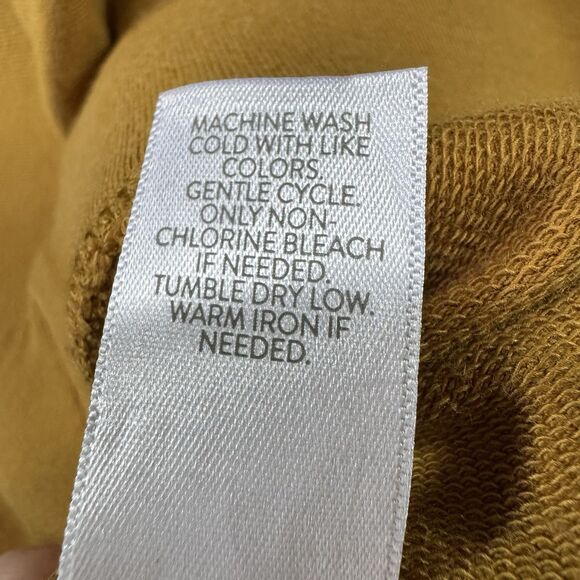 MACHINE WASH
COLD WITH LIKE
COLORS.
GENTLE CYCLE.
ONLY NON-
CHLORINE BLEACH
IF NEEDED.
TUMBLE DRY LOW.
WARM IRON IF
NEEDED.